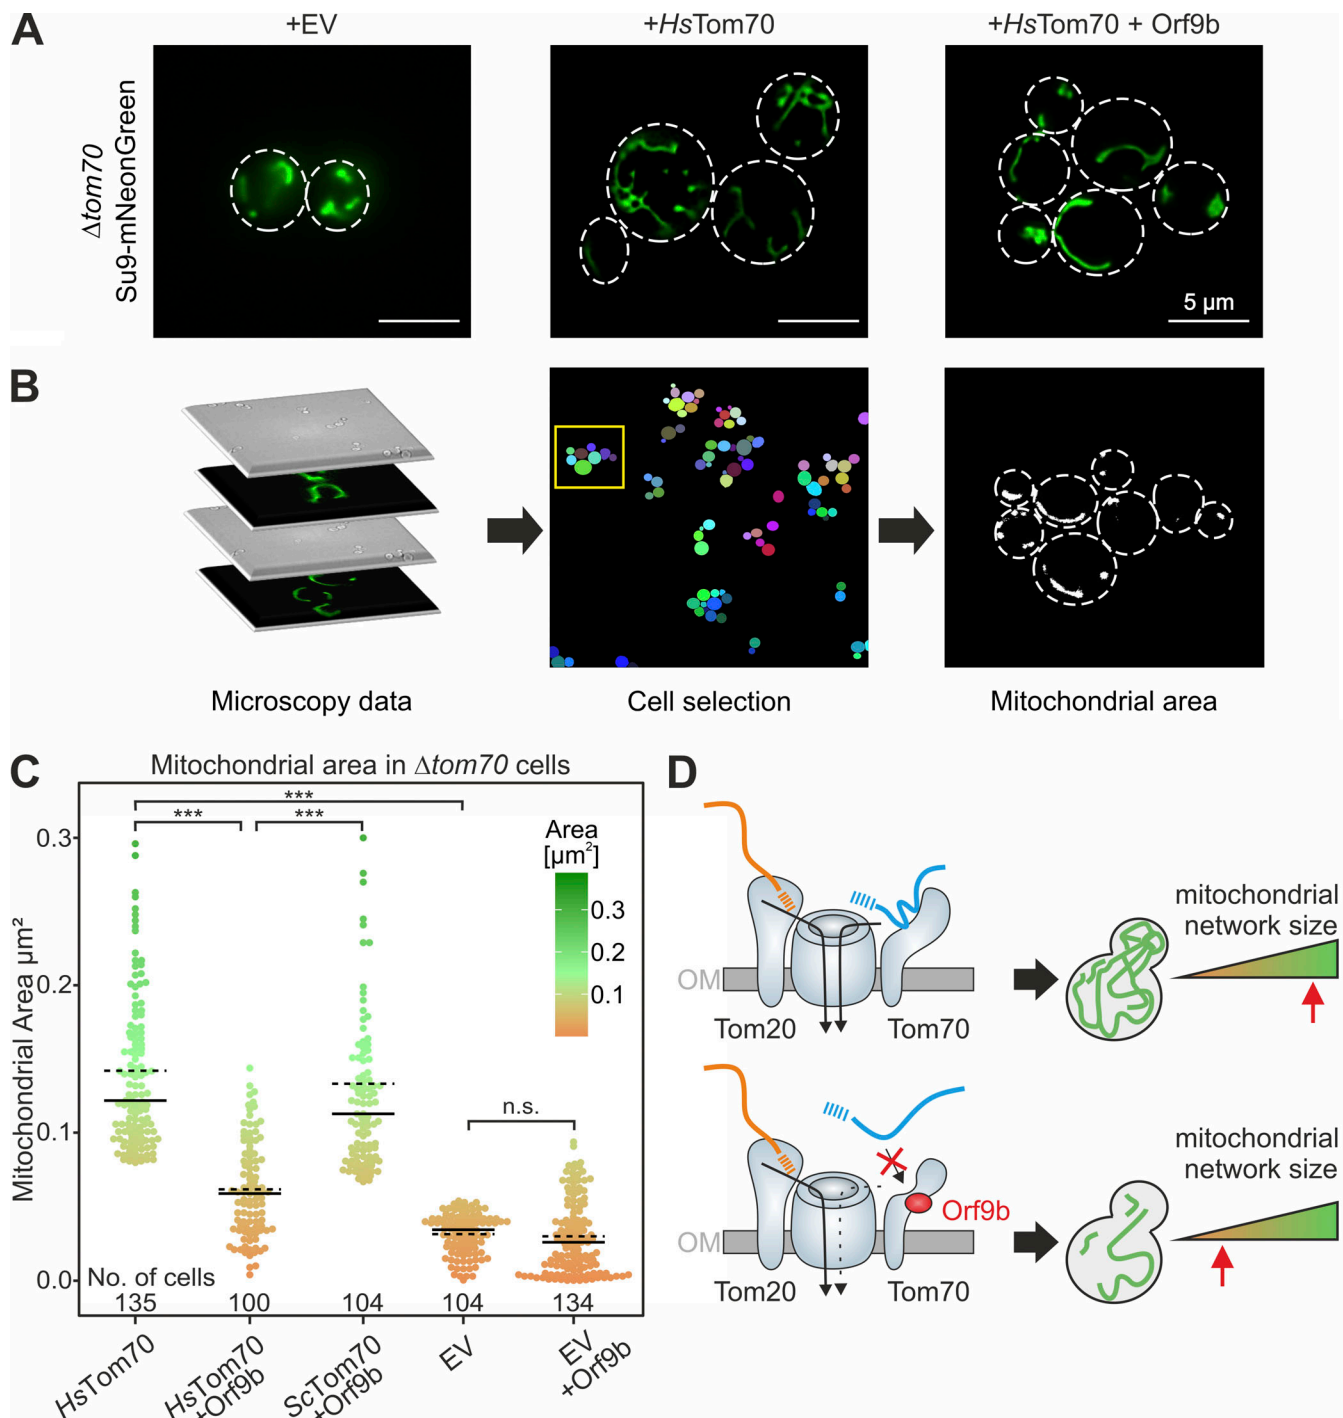 A
+EV
+HsTom70
+HsTom70 + Orf9b
Δtom70
Su9-mNeonGreen
5 µm
B
Microscopy data
Cell selection
Mitochondrial area
C
Mitochondrial area in Δtom70 cells
***
***
***
Area
[µm²]
0.3
0.2
0.1
n.s.
Mitochondrial Area µm²
0.3
0.2
0.1
0.0
No. of cells
135
100
104
104
134
HsTom70
HsTom70
+Orf9b
ScTom70
+Orf9b
EV
EV
+Orf9b
D
OM
Tom20
Tom70
mitochondrial
network size
OM
Orf9b
Tom20
Tom70
mitochondrial
network size